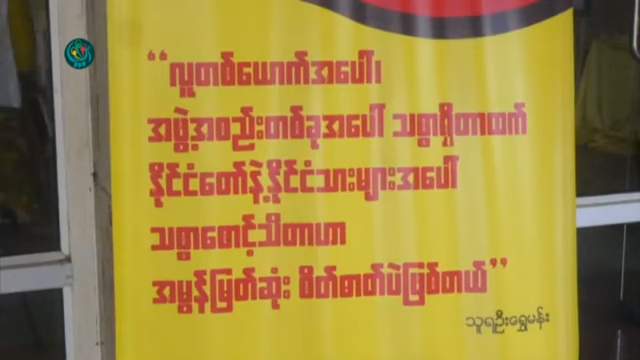 “လူတစ်ယောက်အပေါ်၊
အဖွဲ့အစည်းတစ်ခုအပေါ် သစ္စာရှိတာထက်
နိုင်ငံတော်နဲ့နိုင်ငံသားများအပေါ်
သစ္စာစောင့်သိတာဟာ
အမွန်မြတ်ဆုံး စိတ်ဓာတ်ပဲဖြစ်တယ်”
သူရဦးရွှေမန်း